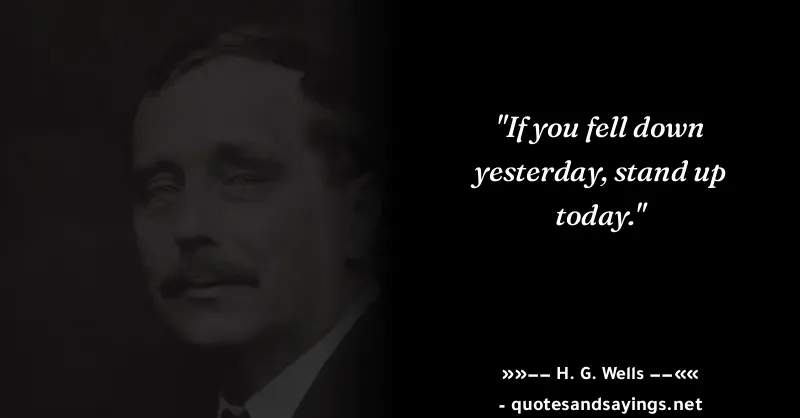 "If you fell down
yesterday, stand up
today."
»»−− H. G. Wells −−««
- quotesandsayings.net